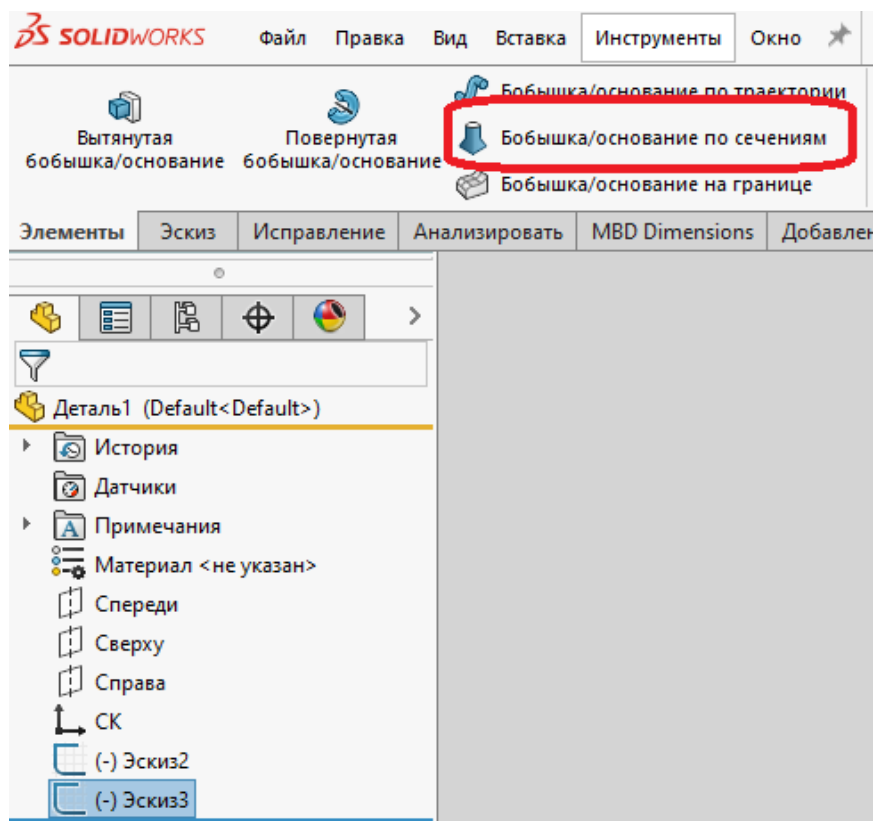 SOLIDWORKS Файл Правка Вид Вставка Инструменты Окно
Вытянутая бобышка/основание
Повернутая бобышка/основание
Бобышка/основание по траектории
Бобышка/основание по сечениям
Бобышка/основание на границе
Элементы Эскиз Исправление Анализировать MBD Dimensions Добавлен
Деталь1 (Default<Default>)
История
Датчики
Примечания
Материал <не указан>
Спереди
Сверху
Справа
СК
(-) Эскиз2
(-) Эскиз3